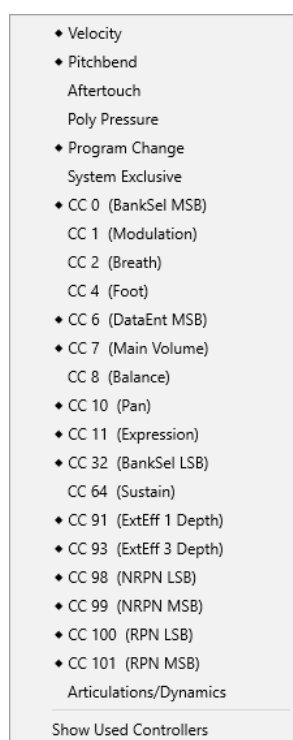 ◆ Velocity
◆ Pitchbend
Aftertouch
Poly Pressure
◆ Program Change
System Exclusive
◆ CC 0 (BankSel MSB)
CC 1 (Modulation)
CC 2 (Breath)
CC 4 (Foot)
◆ CC 6 (DataEnt MSB)
◆ CC 7 (Main Volume)
CC 8 (Balance)
◆ CC 10 (Pan)
◆ CC 11 (Expression)
◆ CC 32 (BankSel LSB)
CC 64 (Sustain)
◆ CC 91 (ExtEff 1 Depth)
◆ CC 93 (ExtEff 3 Depth)
◆ CC 98 (NRPN LSB)
◆ CC 99 (NRPN MSB)
◆ CC 100 (RPN LSB)
◆ CC 101 (RPN MSB)
Articulations/Dynamics
Show Used Controllers